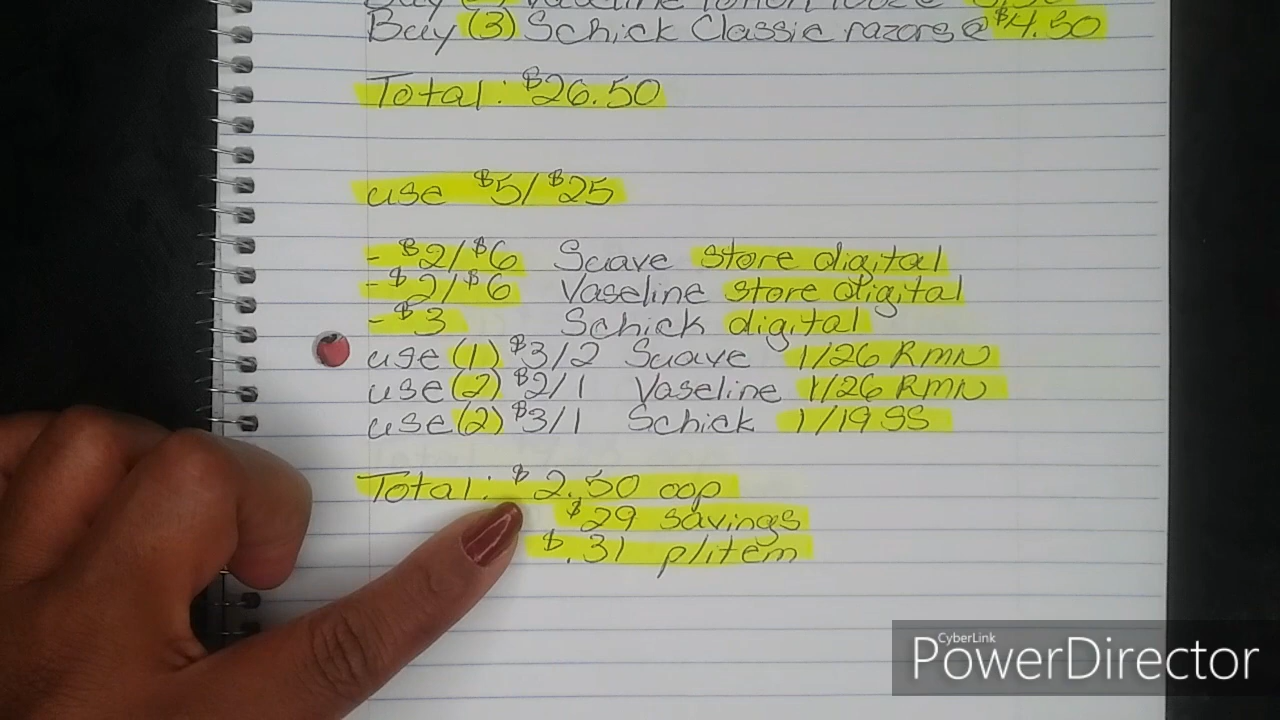 Buy (3) Schick Classic razors @ $4.50
Total: $26.50
use $5/$25
- $2/$6 Suave store digital
- $2/$6 Vaseline store digital
- $3 Schick digital
use (1) $3/2 Suave 1/26 RMN
use (2) $2/1 Vaseline 1/26 RMN
use (2) $3/1 Schick 1/19 SS
Total: $2.50 oop
$29 savings
$.31 p/item
CyberLink
PowerDirector